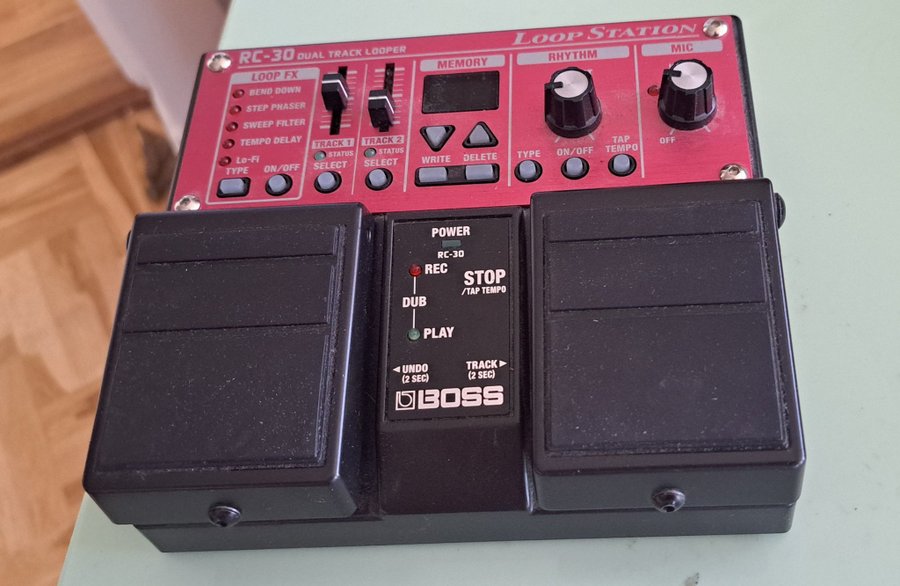 RC-30 DUAL TRACK LOOPER
LOOP STATION
LOOP FX
BEND DOWN
STEP PHASER
SWEEP FILTER
TEMPO DELAY
Lo-Fi
TYPE
ON/OFF
TRACK 1
STATUS
SELECT
TRACK 2
STATUS
SELECT
MEMORY
WRITE
DELETE
RHYTHM
TYPE
ON/OFF
TAP
TEMPO
MIC
OFF
POWER
RC-30
REC
STOP
/TAP TEMPO
DUB
PLAY
◄UNDO
(2 SEC)
TRACK►
(2 SEC)
BOSS